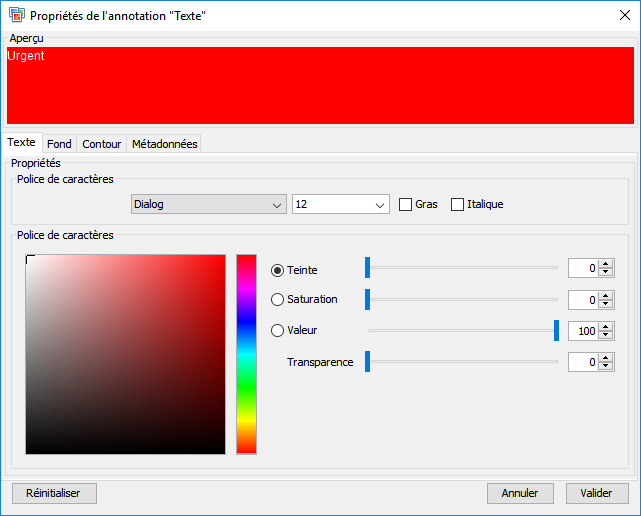 Propriétés de l'annotation "Texte"
Aperçu
Urgent
Texte Fond Contour Métadonnées
Propriétés
Police de caractères
Dialog 12 Gras Italique
Police de caractères
Teinte 0
Saturation 0
Valeur 100
Transparence 0
Réinitialiser Annuler Valider